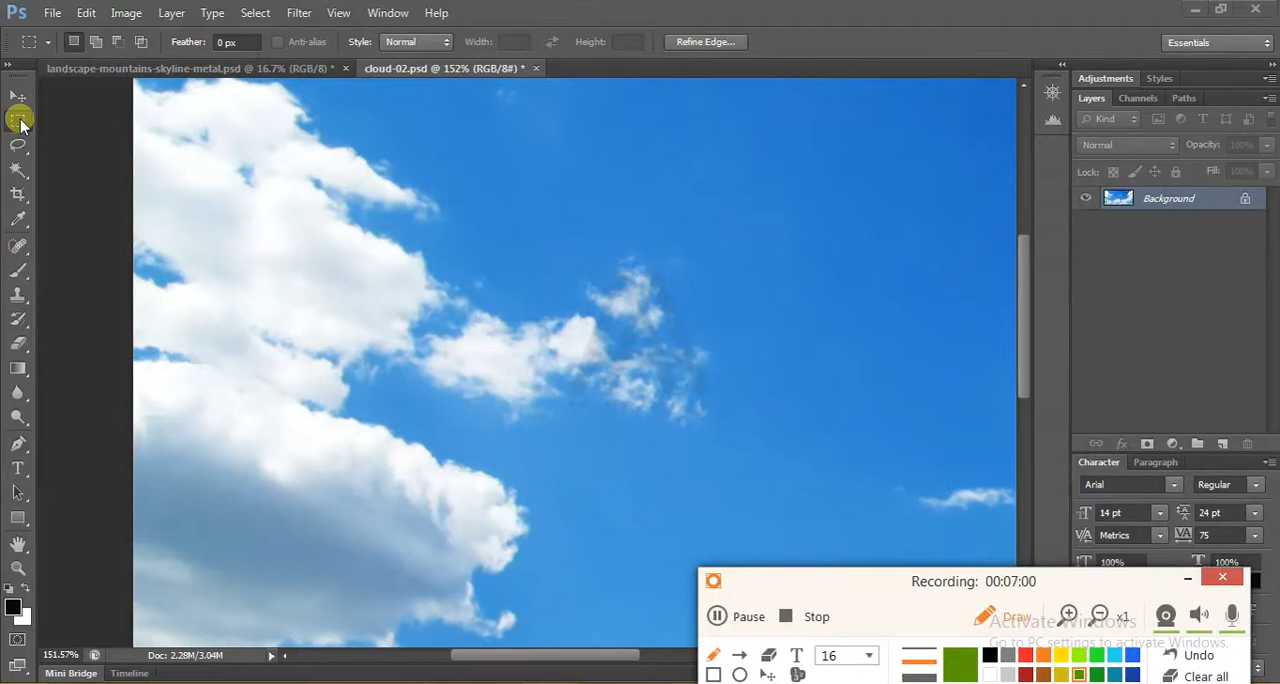 Ps File Edit Image Layer Type Select Filter View Window Help
Feather: 0 px Anti-alias Style: Normal Width: Height: Refine Edge... Essentials
landscape-mountains-skyline-metal.psd @ 16.7% (RGB/8) * × cloud-02.psd @ 152% (RGB/8#) * ×
Adjustments Styles
Layers Channels Paths
Kind
Normal Opacity: 100%
Lock: Fill: 100%
Background
Character Paragraph
Arial Regular
14 pt 24 pt
Metrics 75
100% 100%
Recording: 00:07:00
Pause Stop Draw x1
Activate Windows
Go to PC settings to activate Windows.
T 16 Undo
Clear all
151.57% Doc: 2.28M/3.04M
Mini Bridge Timeline